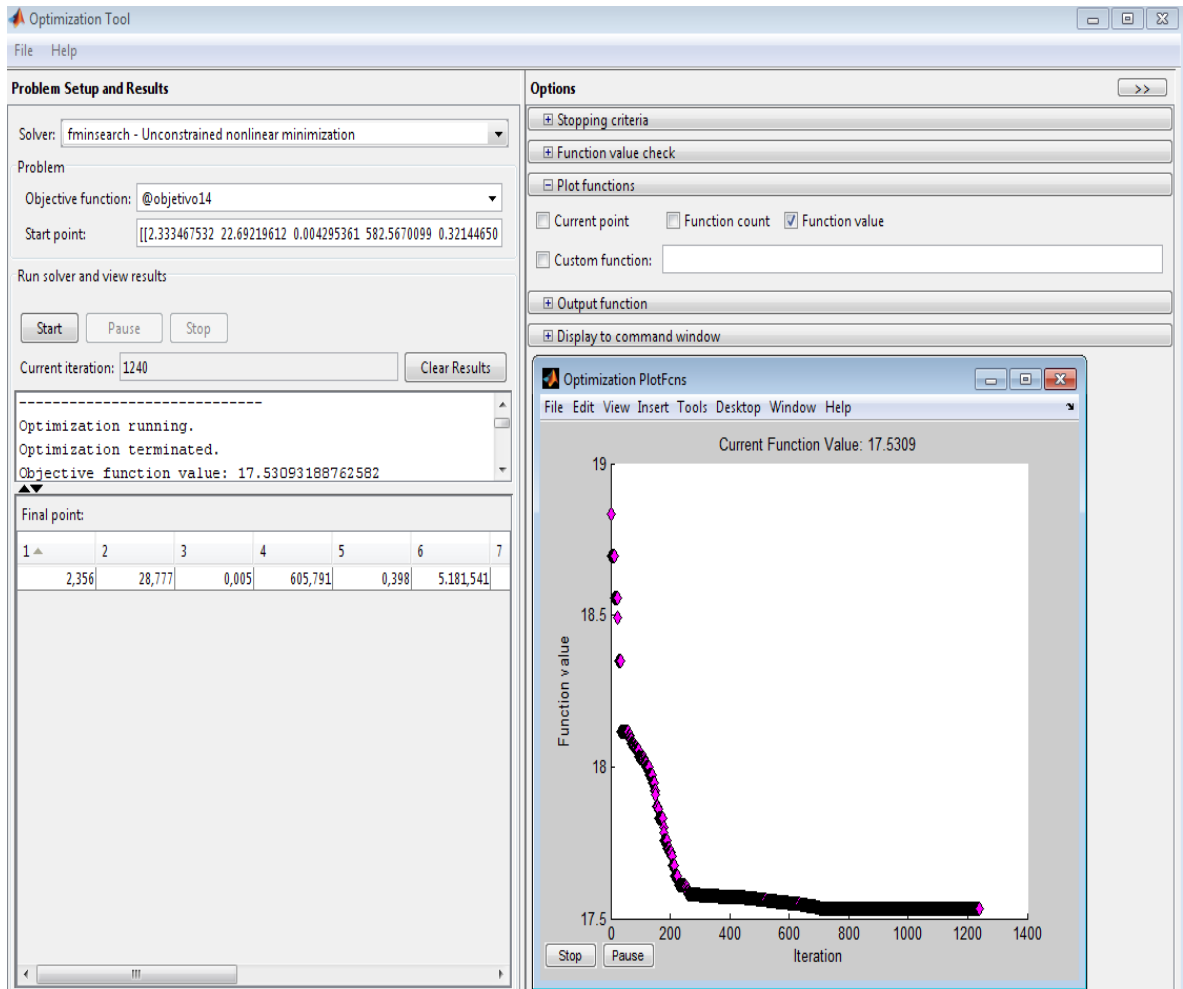 Optimization Tool
File Help
Problem Setup and Results
Solver: fminsearch - Unconstrained nonlinear minimization
Problem
Objective function: @objetivo14
Start point: [[2.333467532 22.69219612 0.004295361 582.5670099 0.32144650
Run solver and view results
Start Pause Stop
Current iteration: 1240 Clear Results
------------------------------
Optimization running.
Optimization terminated.
Objective function value: 17.53093188762582
Final point:
1 2 3 4 5 6 7
2,356 28,777 0,005 605,791 0,398 5.181,541
Options >>
Stopping criteria
Function value check
Plot functions
Current point Function count Function value
Custom function:
Output function
Display to command window
Optimization PlotFcns
File Edit View Insert Tools Desktop Window Help
Current Function Value: 17.5309
19
18.5
18
17.5
Function value
0 200 400 600 800 1000 1200 1400
Iteration
Stop Pause